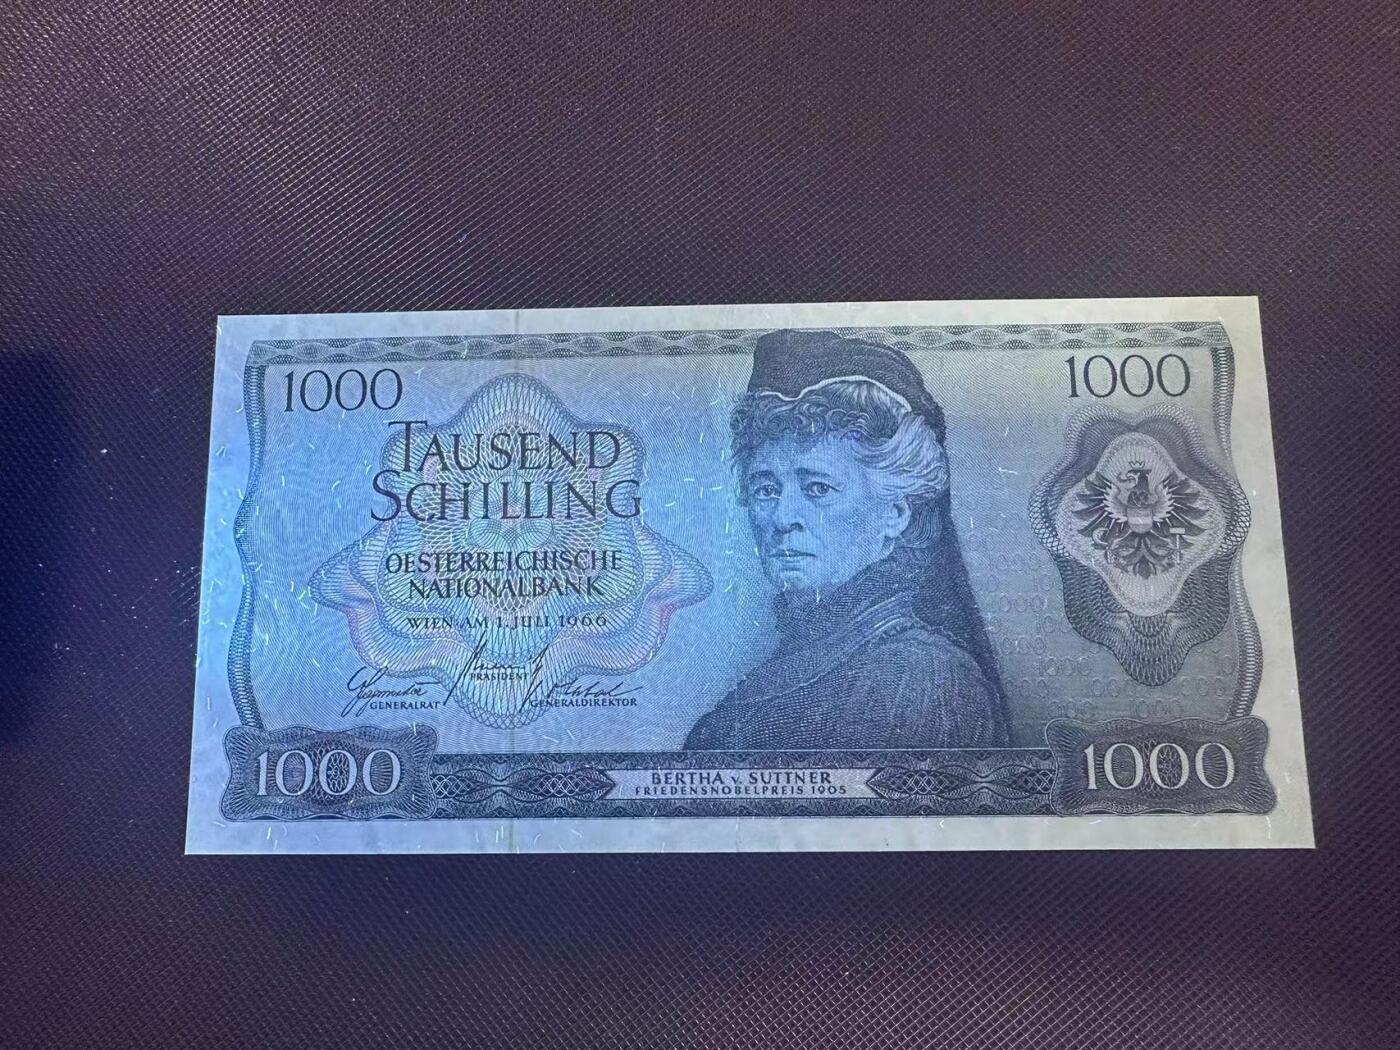 1000
1000
TAUSEND
SCHILLING
OESTERREICHISCHE
NATIONALBANK
WIEN AM 1. JULI 1966
PRÄSIDENT
GENERALRAT
GENERALDIREKTOR
1000
BERTHA v. SUTTNER
FRIEDENSNOBELPREIS 1905
1000